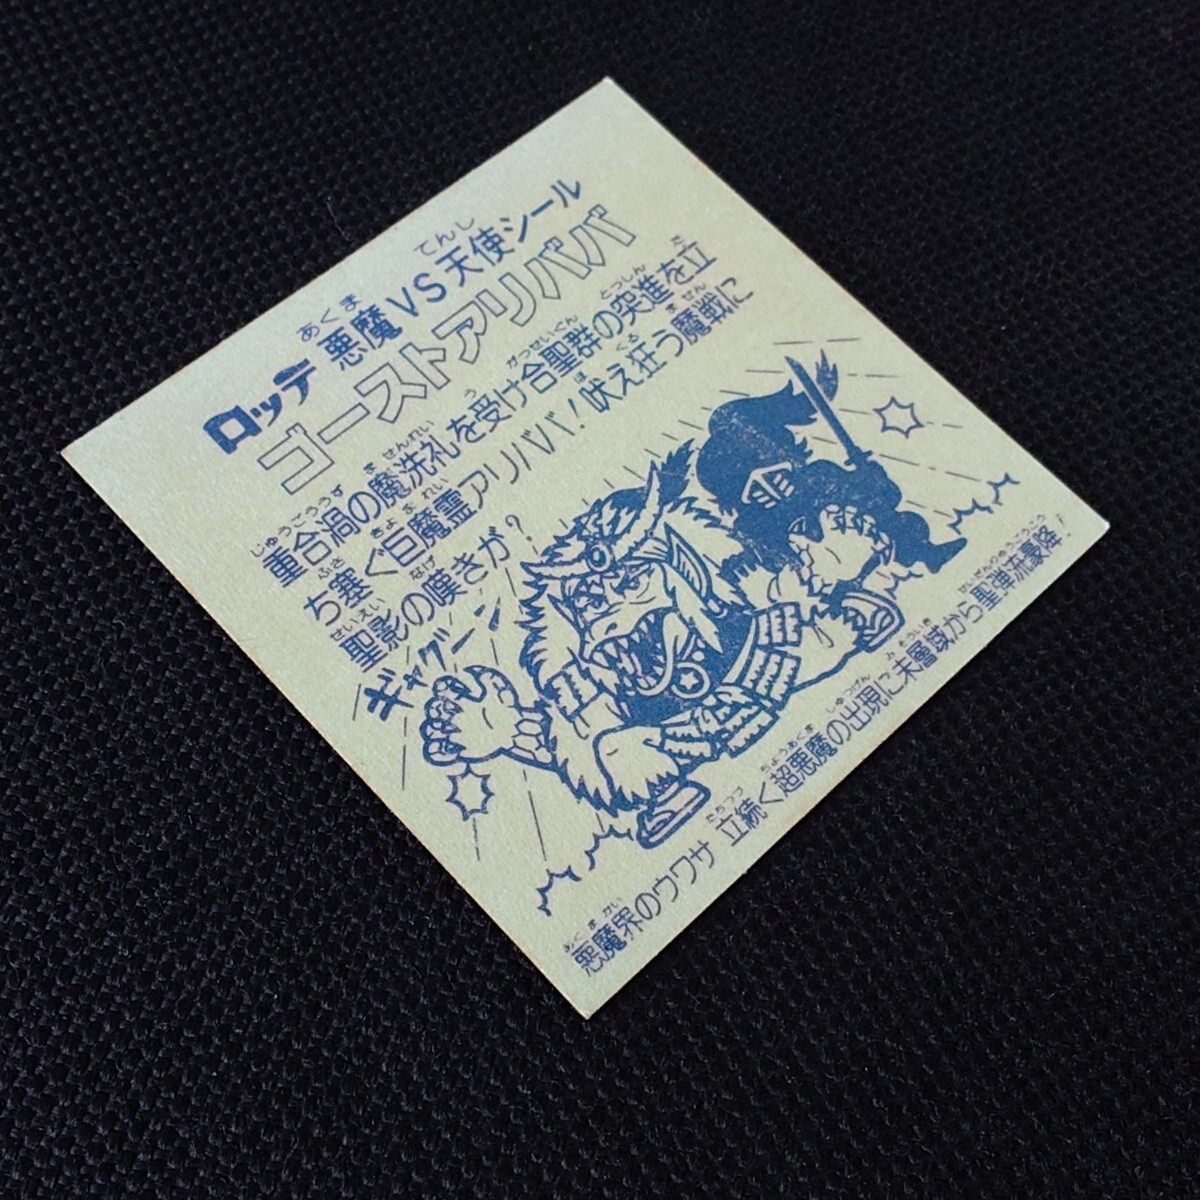 ロッテ 悪魔VS天使シール
ゴーストアリババ
重合渦の魔洗礼を受け合聖群の突進を立
ち塞ぐ巨魔霊アリババ!吠え狂う魔戦に
聖影の嘆きが?
ギャグーン
悪魔界のウワサ 立続く超悪魔の出現に未層域から聖弾流豪降!